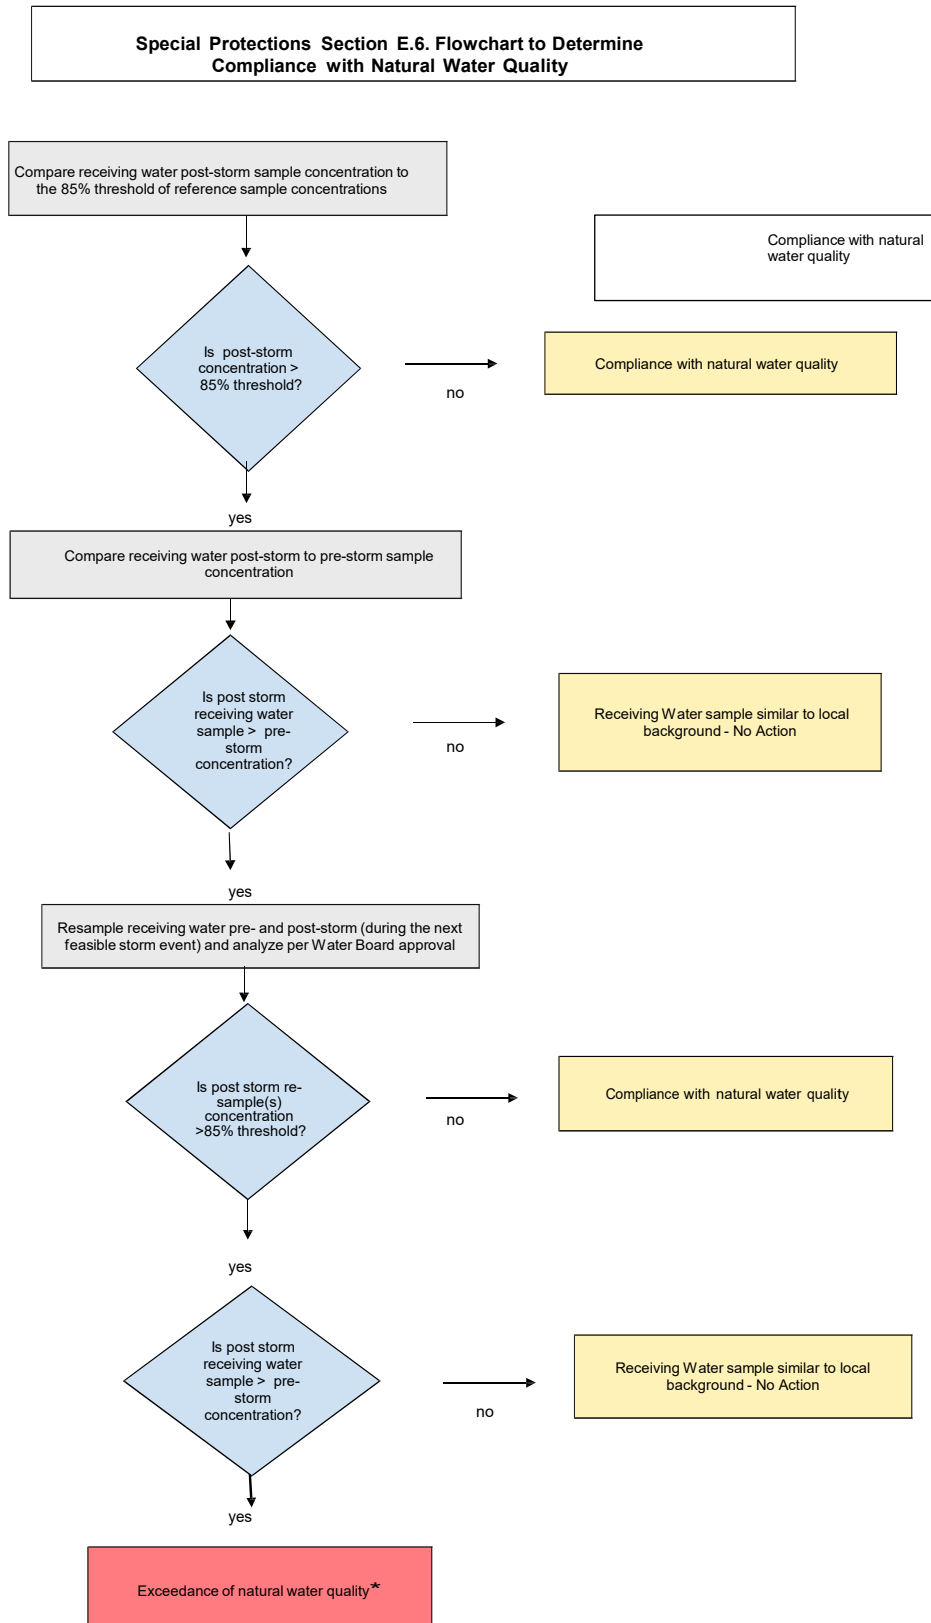 Special Protections Section E.6. Flowchart to Determine
Compliance with Natural Water Quality
Compare receiving water post-storm sample concentration to
the 85% threshold of reference sample concentrations
Compliance with natural
water quality
Is post-storm
concentration >
85% threshold?
no
Compliance with natural water quality
yes
Compare receiving water post-storm to pre-storm sample
concentration
Is post storm
receiving water
sample > pre-
storm
concentration?
no
Receiving Water sample similar to local
background - No Action
yes
Resample receiving water pre- and post-storm (during the next
feasible storm event) and analyze per Water Board approval
Is post storm re-
sample(s)
concentration
>85% threshold?
no
Compliance with natural water quality
yes
Is post storm
receiving water
sample > pre-
storm
concentration?
no
Receiving Water sample similar to local
background - No Action
yes
Exceedance of natural water quality*